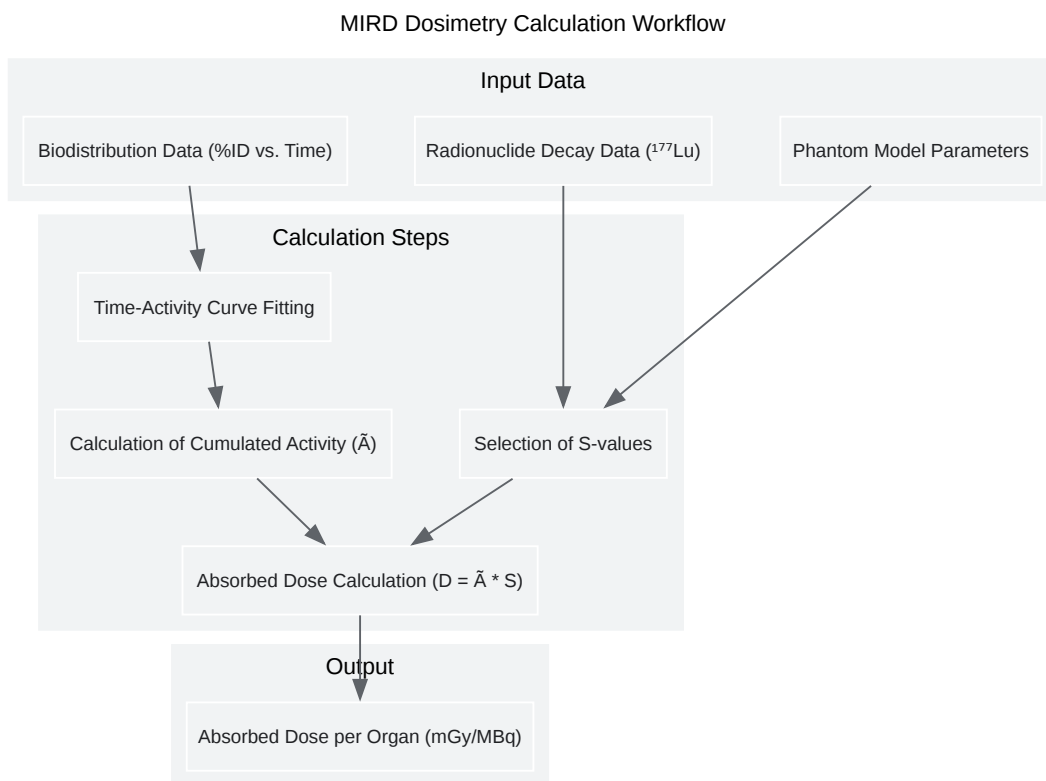 MIRD Dosimetry Calculation Workflow
Input Data
Biodistribution Data (%ID vs. Time)
Radionuclide Decay Data (¹⁷⁷Lu)
Phantom Model Parameters
Calculation Steps
Time-Activity Curve Fitting
Calculation of Cumulated Activity (Ã)
Selection of S-values
Absorbed Dose Calculation (D = Ã * S)
Output
Absorbed Dose per Organ (mGy/MBq)